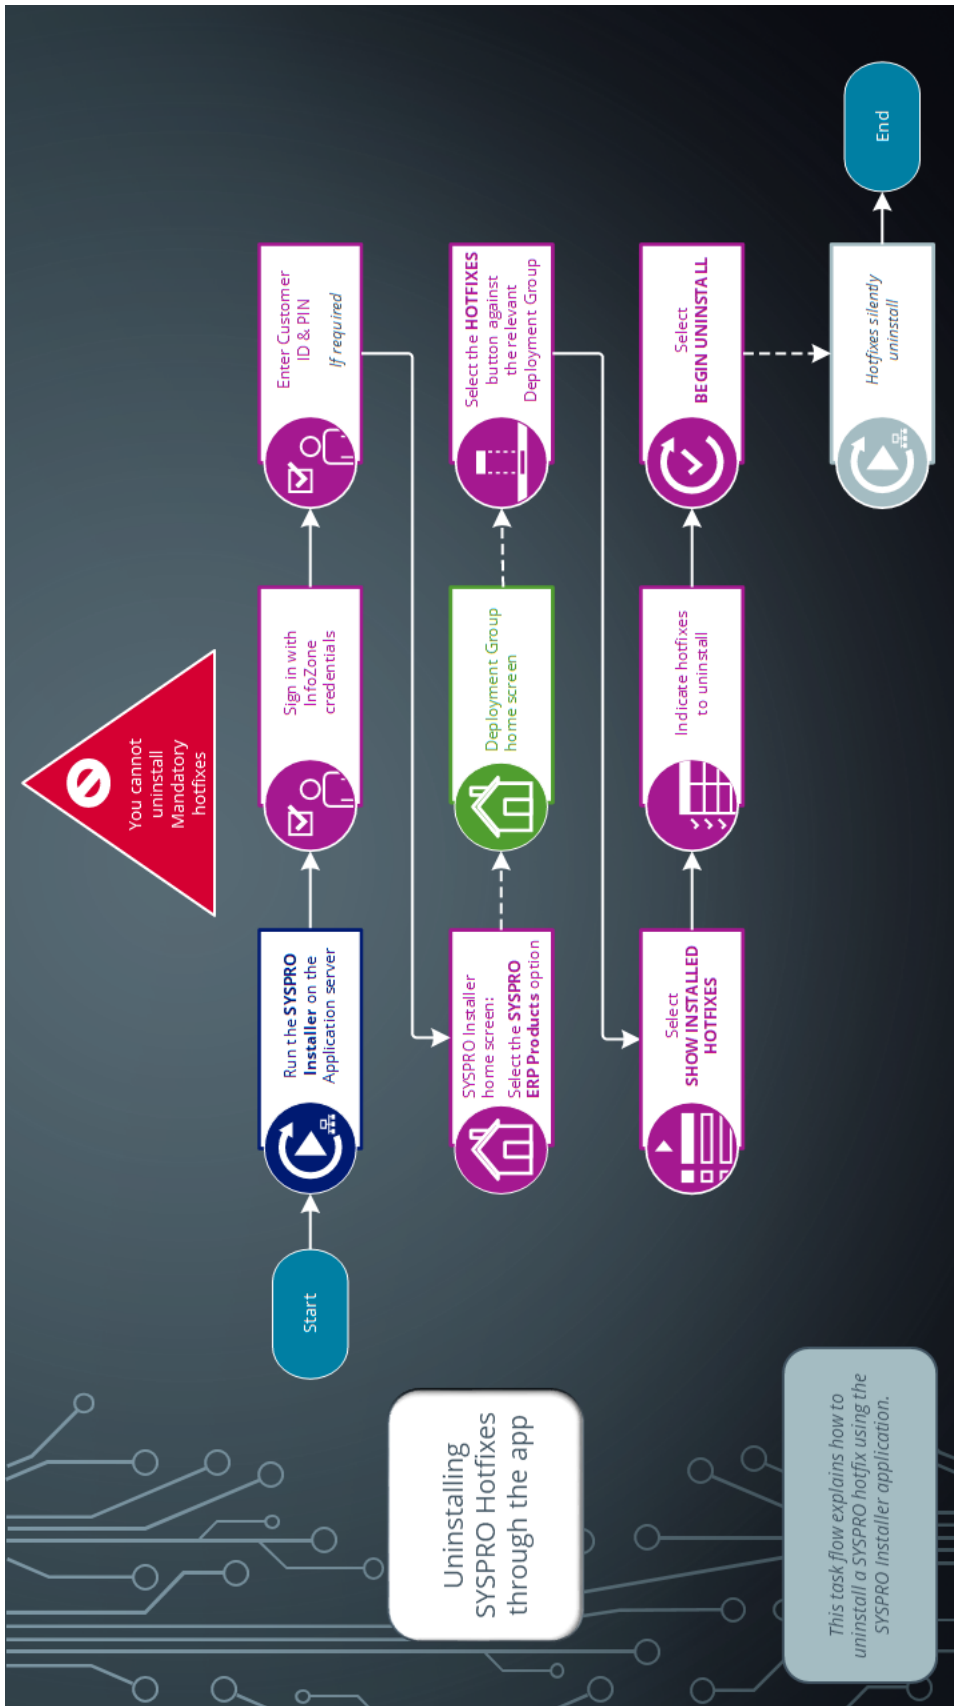 You cannot
uninstall
Mandatory
hotfixes
Start
Run the SYSPRO
Installer on the
Application server
Sign in with
InfoZone
credentials
Enter Customer
ID & PIN
If required
Uninstalling
SYSPRO Hotfixes
through the app
SYSPRO Installer
home screen:
Select the SYSPRO
ERP Products option
Deployment Group
home screen
Select the HOTFIXES
button against
the relevant
Deployment Group
Select
SHOW INSTALLED
HOTFIXES
Indicate hotfixes
to uninstall
Select
BEGIN UNINSTALL
Hotfixes silently
uninstall
End
This task flow explains how to
uninstall a SYSPRO hotfix using the
SYSPRO Installer application.